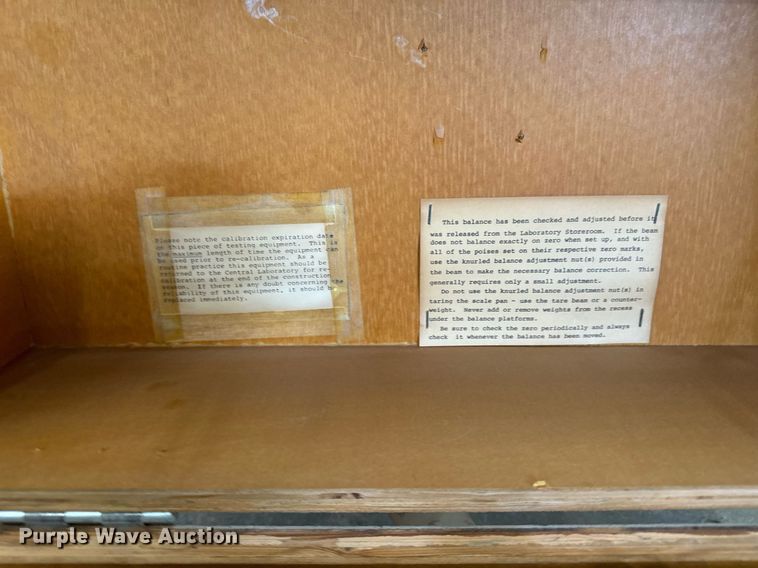 Please note the calibration expiration date
on this piece of testing equipment. This is
the maximum length of time the equipment can
be used prior to re-calibration. As a
routine practice this equipment should be
returned to the Central Laboratory for re-
calibration at the end of the construction
season. If there is any doubt concerning the
reliability of this equipment, it should be
replaced immediately.
This balance has been checked and adjusted before it
was released from the Laboratory Storeroom. If the beam
does not balance exactly on zero when set up, and with
all of the poises set on their respective zero marks,
use the knurled balance adjustment nut(s) provided in
the beam to make the necessary balance correction. This
generally requires only a small adjustment.
Do not use the knurled balance adjustment nut(s) in
taring the scale pan - use the tare beam or a counter-
weight. Never add or remove weights from the recess
under the balance platforms.
Be sure to check the zero periodically and always
check it whenever the balance has been moved.
Purple Wave Auction